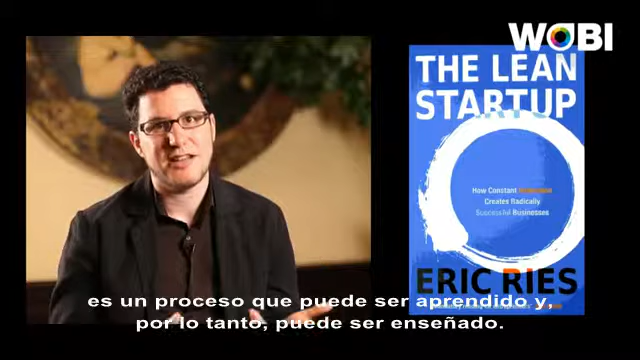 WOBI
THE LEAN
STARTUP
How Constant
Creates Radically
Successful Businesses
ERIC RIES
es un proceso que puede ser aprendido y,
por lo tanto, puede ser enseñado.